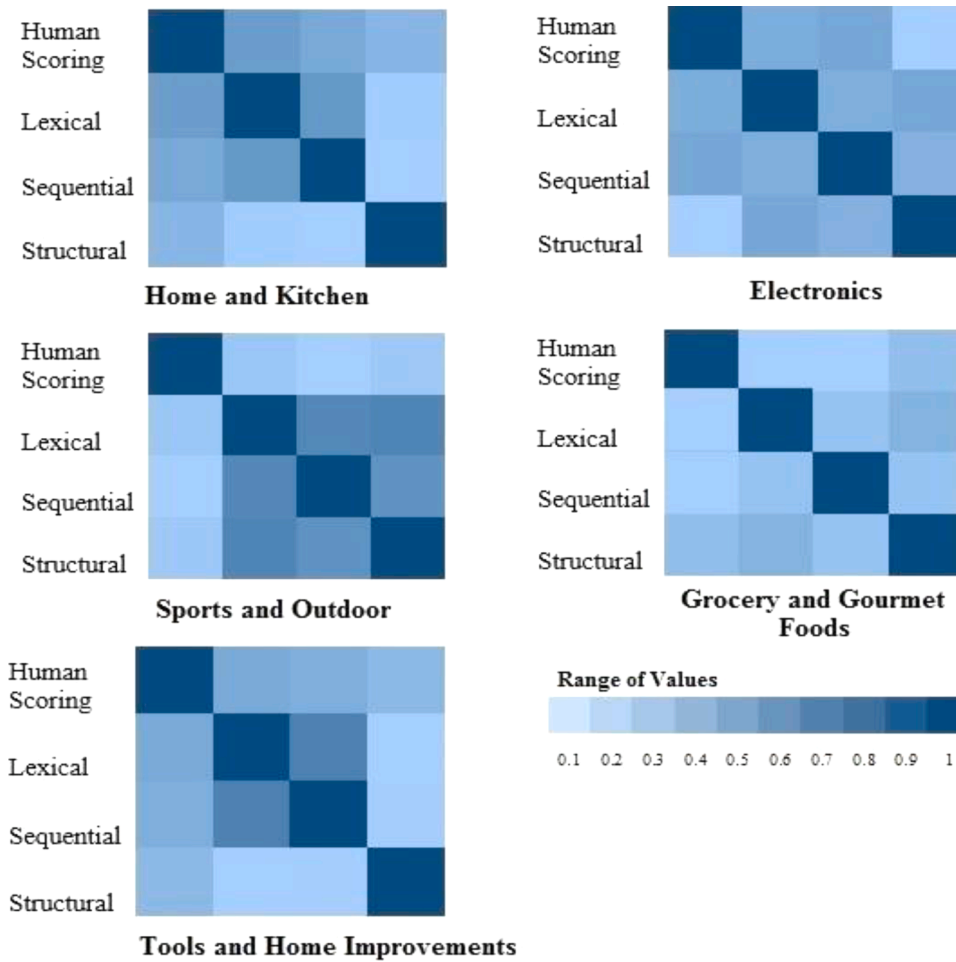 Human
Scoring
Lexical
Sequential
Structural
Home and Kitchen
Human
Scoring
Lexical
Sequential
Structural
Electronics
Human
Scoring
Lexical
Sequential
Structural
Sports and Outdoor
Human
Scoring
Lexical
Sequential
Structural
Grocery and Gourmet
Foods
Human
Scoring
Lexical
Sequential
Structural
Tools and Home Improvements
Range of Values
0.1 0.2 0.3 0.4 0.5 0.6 0.7 0.8 0.9 1